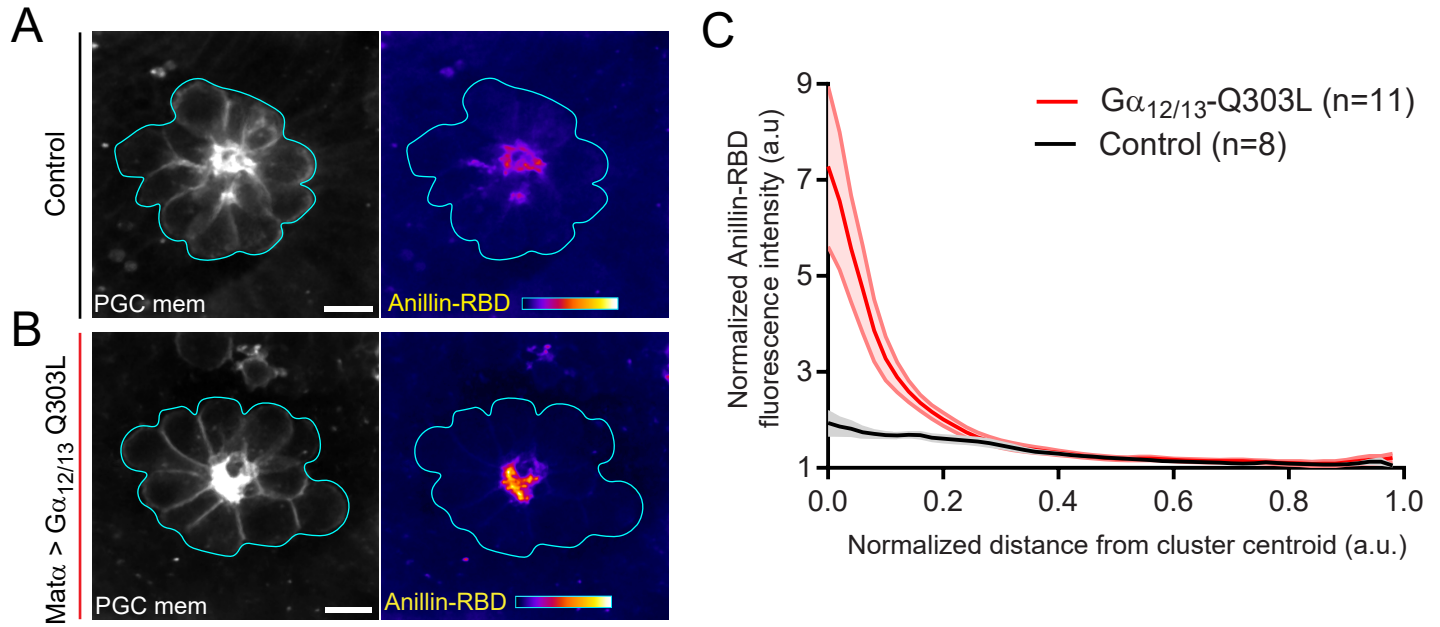 A
Control
PGC mem
Anillin-RBD
B
Matα > Gα12/13 Q303L
PGC mem
Anillin-RBD
C
Normalized Anillin-RBD
fluorescence intensity (a.u)
9
7
5
3
1
Gα12/13-Q303L (n=11)
Control (n=8)
0.0 0.2 0.4 0.6 0.8 1.0
Normalized distance from cluster centroid (a.u.)